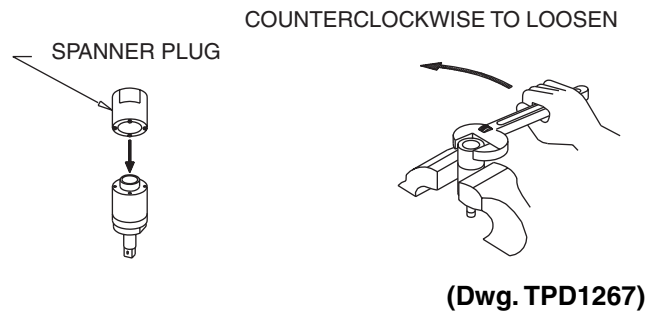 COUNTERCLOCKWISE TO LOOSEN
SPANNER PLUG
(Dwg. TPD1267)